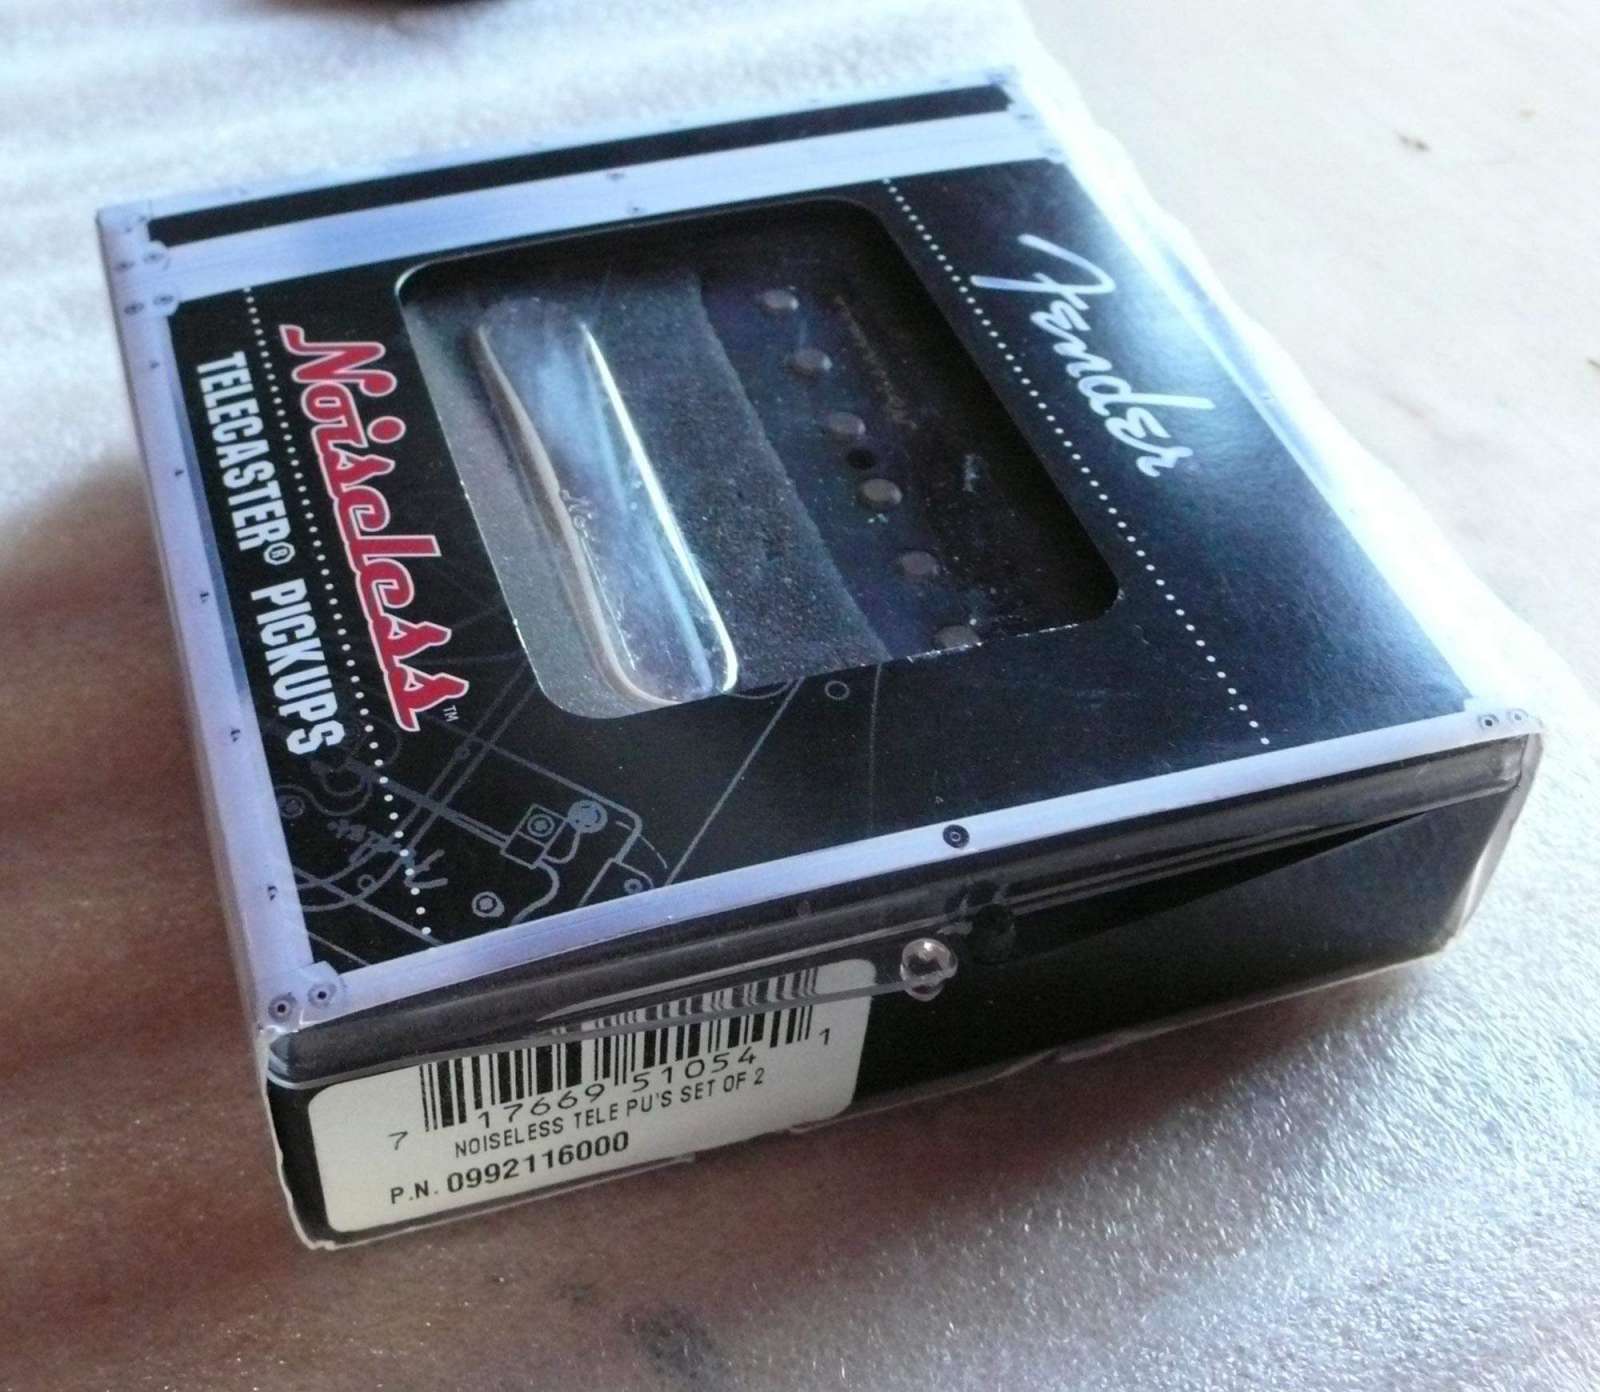 Fender
Noiseless™
TELECASTER® PICKUPS
7 17669 51054 1
NOISELESS TELE PU'S SET OF 2
P.N. 0992116000